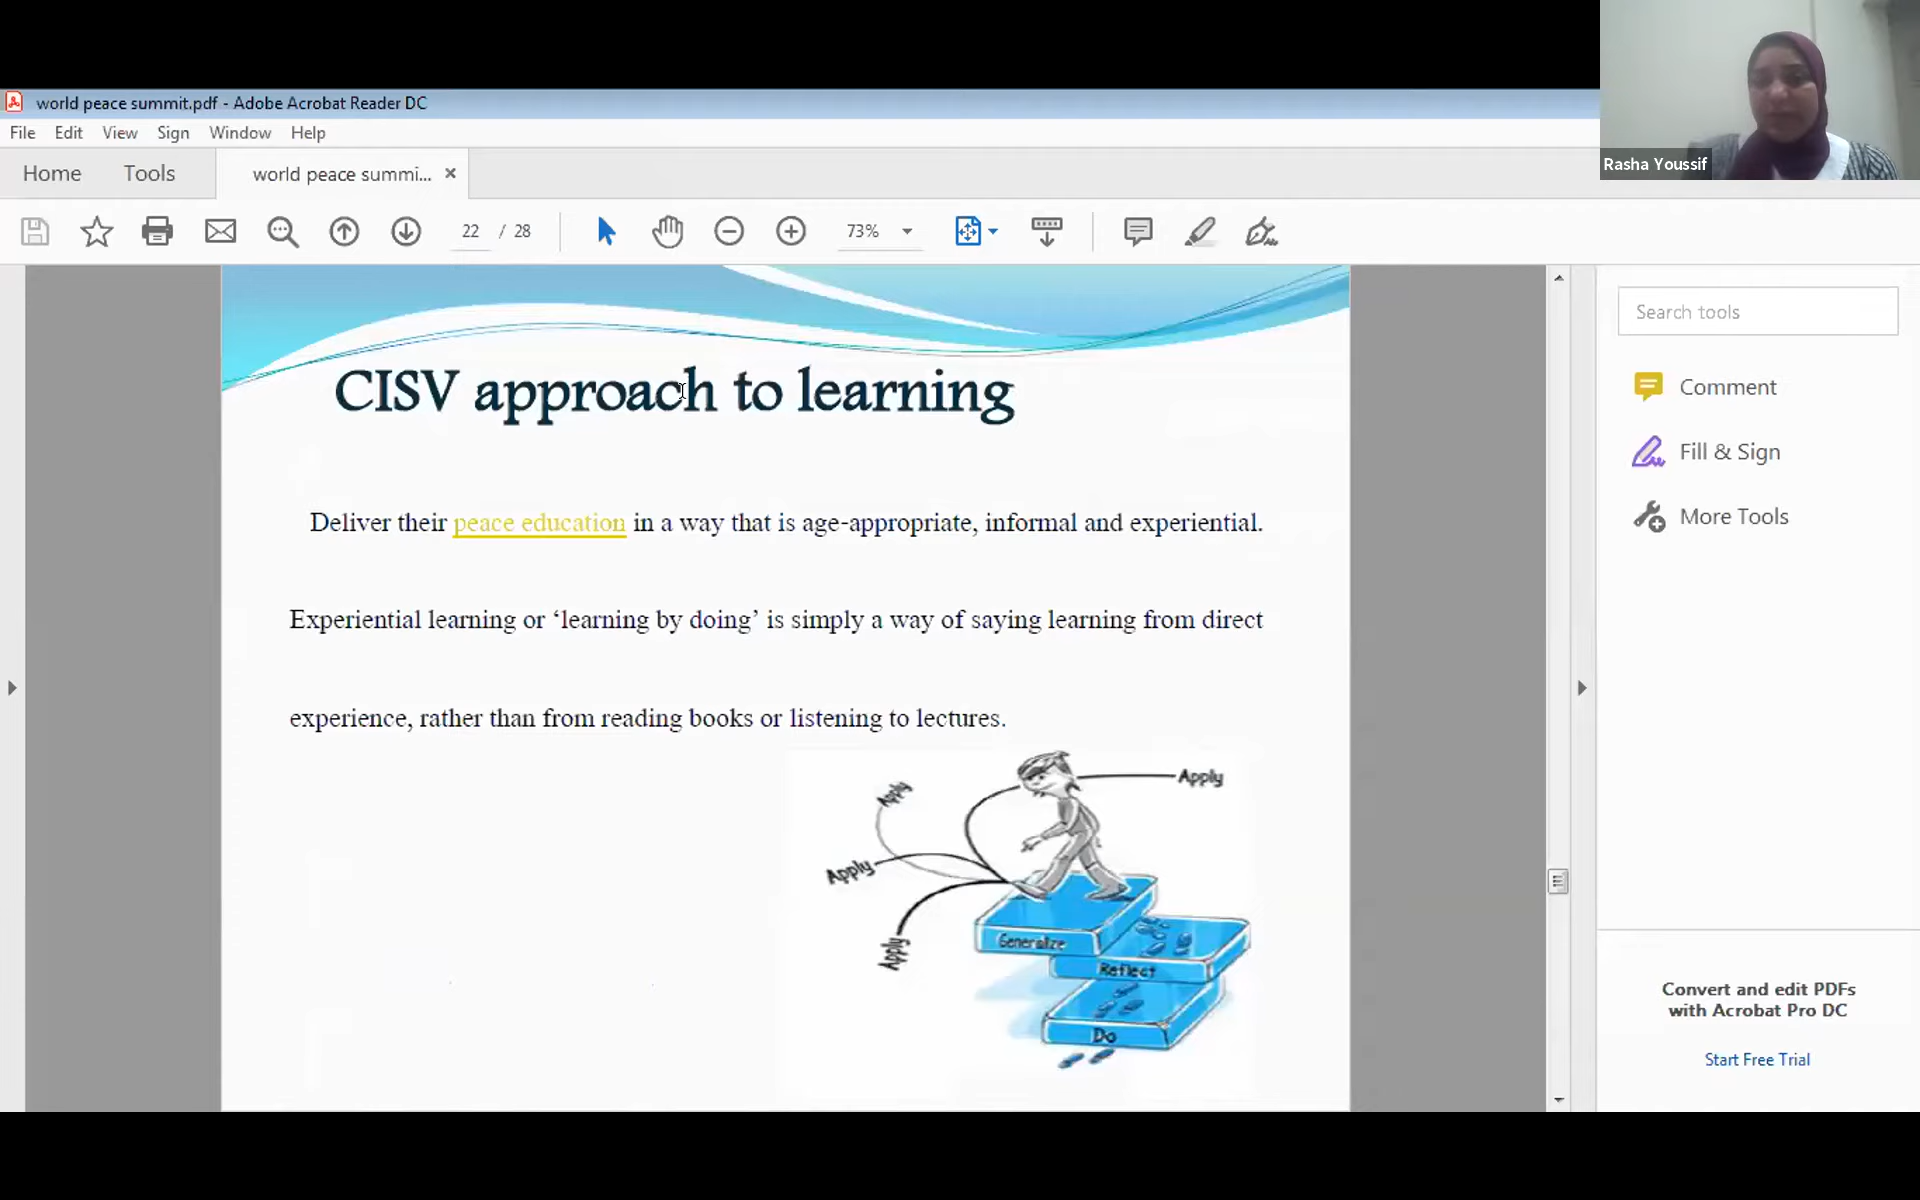 world peace summit.pdf - Adobe Acrobat Reader DC
File Edit View Sign Window Help
Rasha Youssif
Home Tools world peace summi... ×
22 / 28 73%
Search tools
CISV approach to learning
Comment
Fill & Sign
More Tools
Deliver their peace education in a way that is age-appropriate, informal and experiential.
Experiential learning or ‘learning by doing’ is simply a way of saying learning from direct
experience, rather than from reading books or listening to lectures.
Apply
Apply
Apply
Apply
Generalize
Reflect
Do
Convert and edit PDFs
with Acrobat Pro DC
Start Free Trial